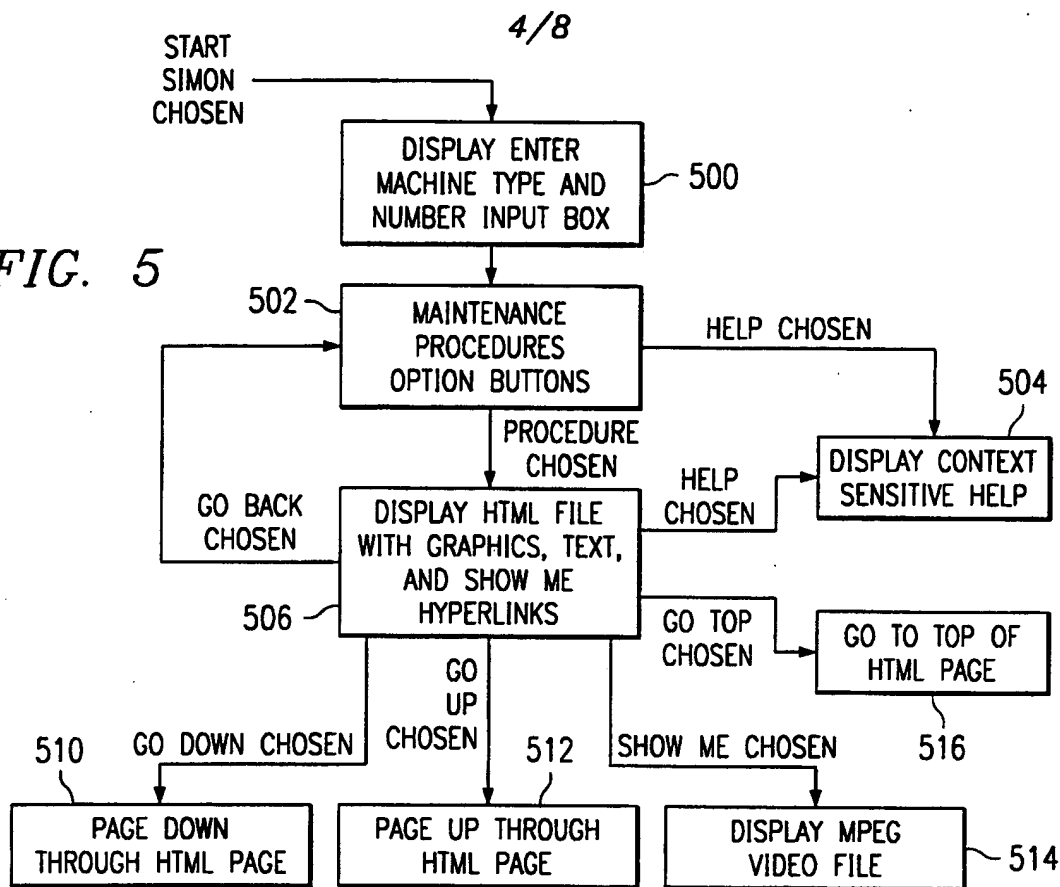 4/8
START
SIMON
CHOSEN
DISPLAY ENTER
MACHINE TYPE AND
NUMBER INPUT BOX
500
FIG. 5
502
MAINTENANCE
PROCEDURES
OPTION BUTTONS
HELP CHOSEN
504
PROCEDURE
CHOSEN
DISPLAY CONTEXT
SENSITIVE HELP
HELP
CHOSEN
GO BACK
CHOSEN
DISPLAY HTML FILE
WITH GRAPHICS, TEXT,
AND SHOW ME
HYPERLINKS
506
GO TOP
CHOSEN
GO TO TOP OF
HTML PAGE
516
GO
UP
CHOSEN
510
GO DOWN CHOSEN
512
SHOW ME CHOSEN
PAGE DOWN
THROUGH HTML PAGE
PAGE UP THROUGH
HTML PAGE
DISPLAY MPEG
VIDEO FILE
514